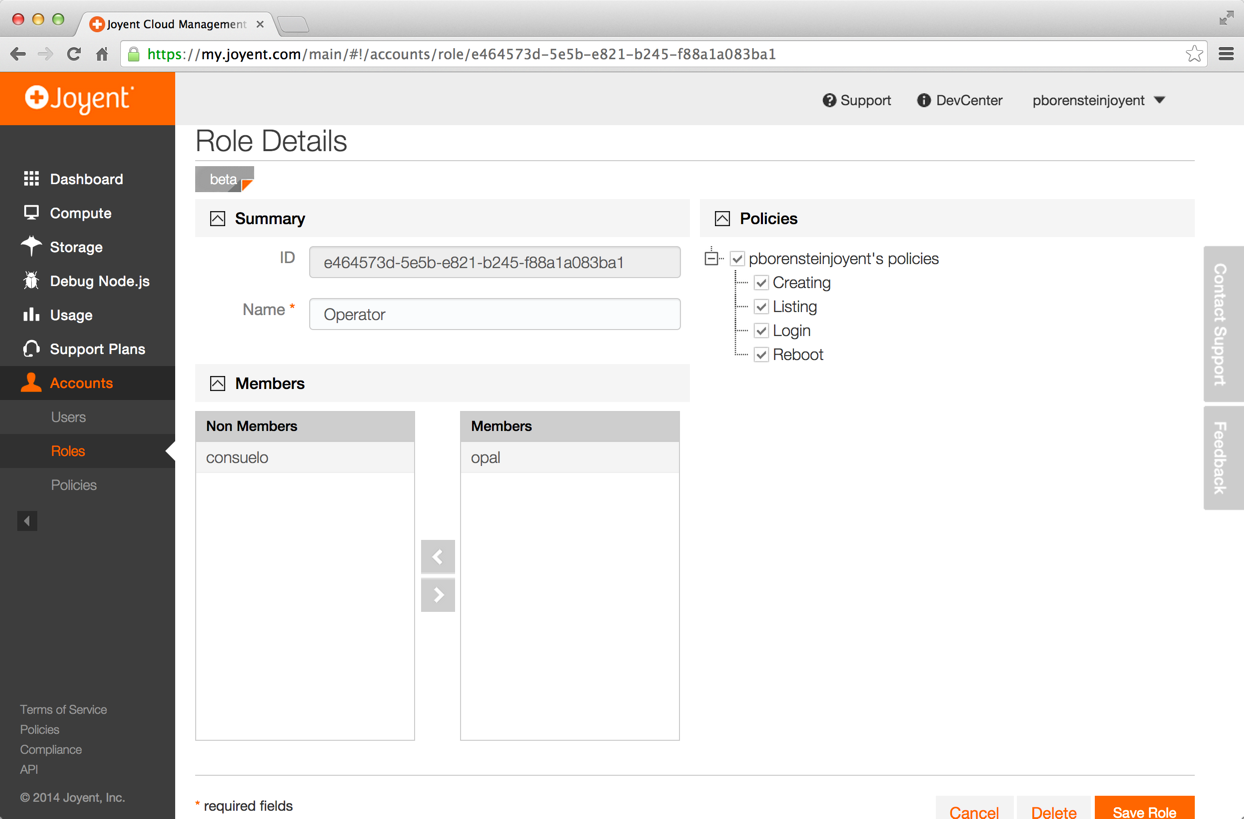 Joyent Cloud Management
https://my.joyent.com/main/#!/accounts/role/e464573d-5e5b-e821-b245-f88a1a083ba1
Joyent
Support
DevCenter
pborensteinjoyent
Dashboard
Compute
Storage
Debug Node.js
Usage
Support Plans
Accounts
Users
Roles
Policies
Terms of Service
Policies
Compliance
API
© 2014 Joyent, Inc.
Role Details
beta
Summary
ID
e464573d-5e5b-e821-b245-f88a1a083ba1
Name *
Operator
Members
Non Members
consuelo
Members
opal
Policies
pborensteinjoyent's policies
Creating
Listing
Login
Reboot
Contact Support
Feedback
* required fields
Cancel
Delete
Save Role